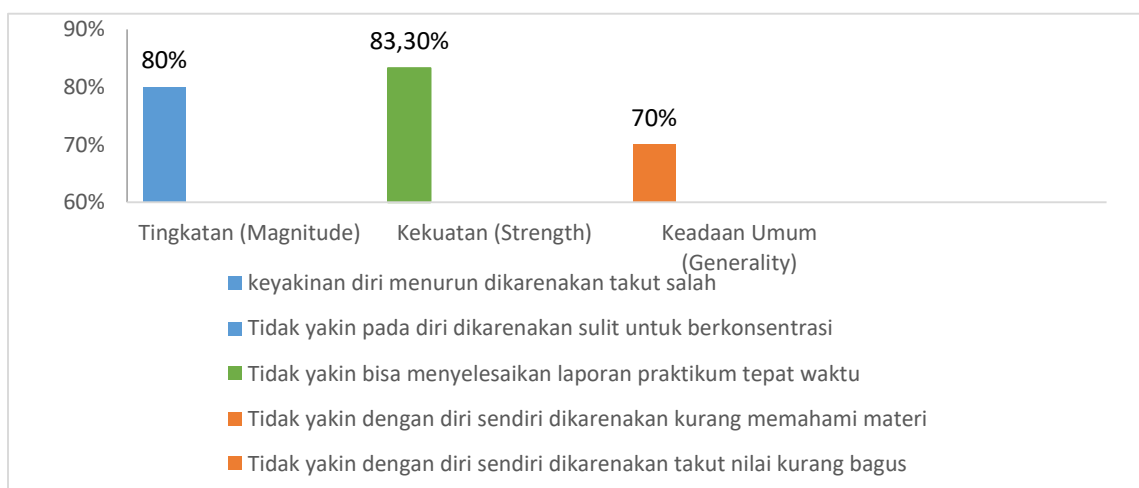 90%
80%
70%
60%
80%
83,30%
70%
Tingkatan (Magnitude)
Kekuatan (Strength)
Keadaan Umum
(Generality)
keyakinan diri menurun dikarenakan takut salah
Tidak yakin pada diri dikarenakan sulit untuk berkonsentrasi
Tidak yakin bisa menyelesaikan laporan praktikum tepat waktu
Tidak yakin dengan diri sendiri dikarenakan kurang memahami materi
Tidak yakin dengan diri sendiri dikarenakan takut nilai kurang bagus